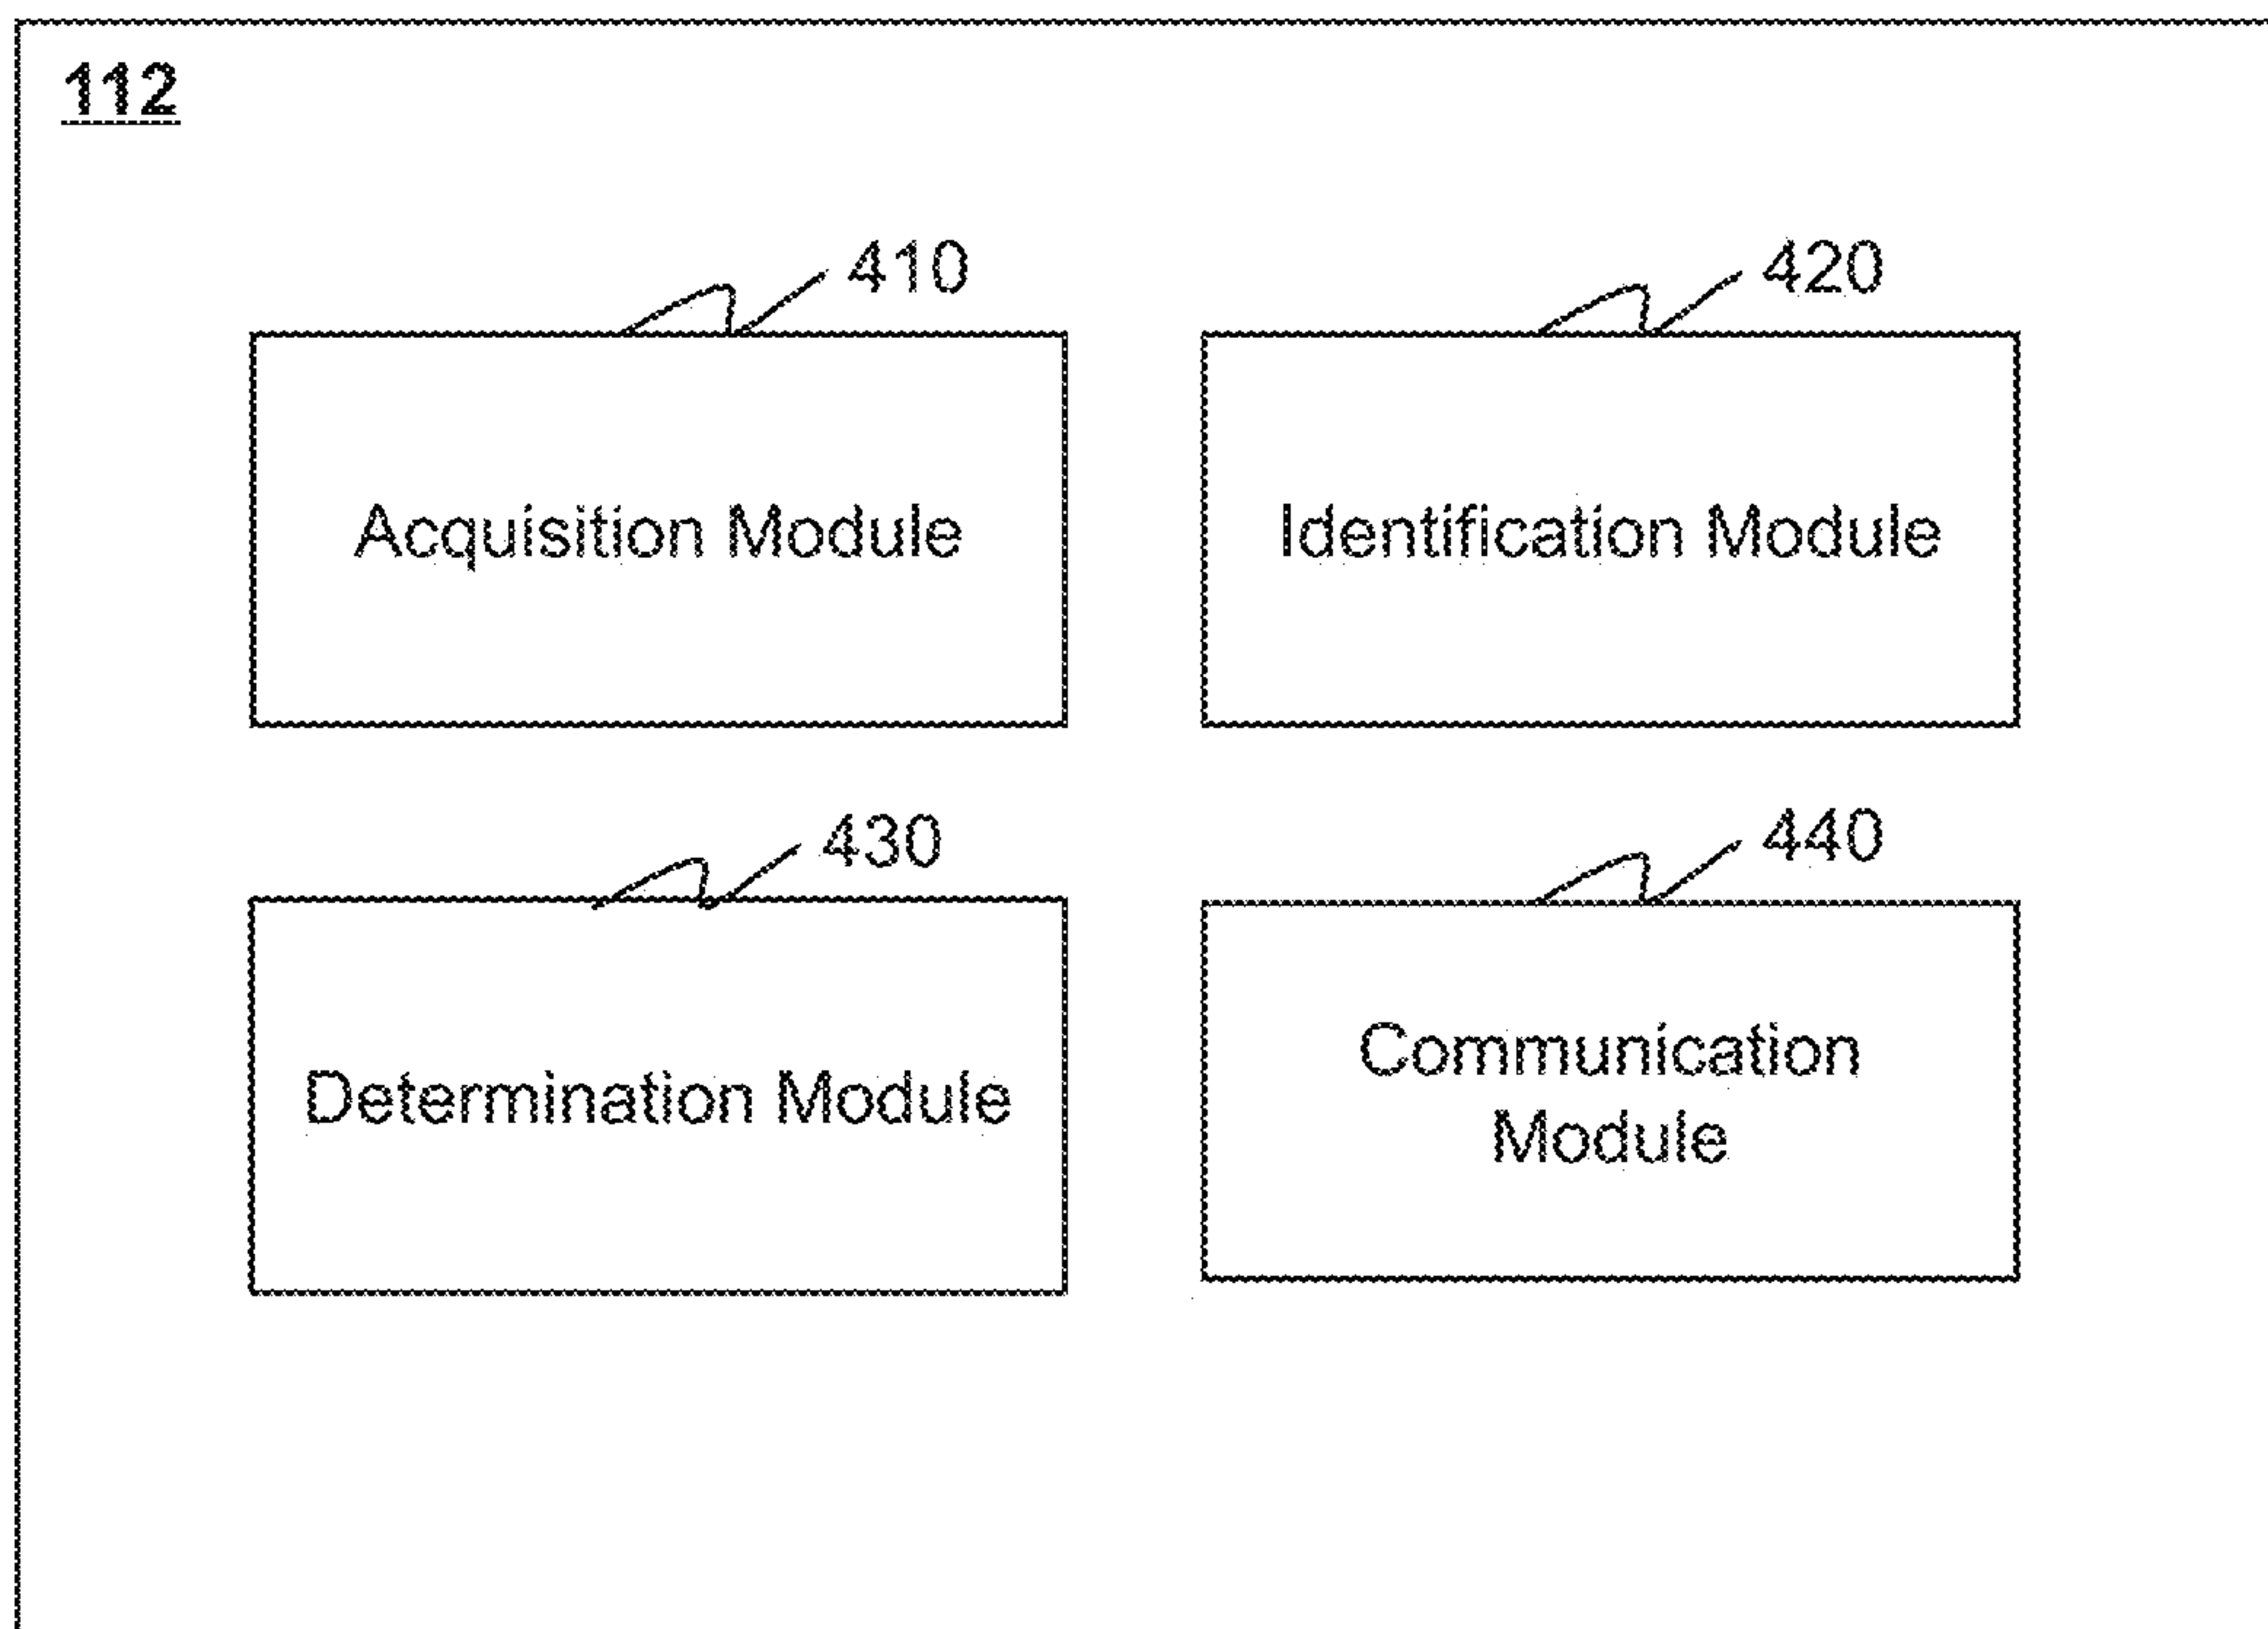 112
410
420
Acquisition Module
Identification Module
430
440
Determination Module
Communication
Module